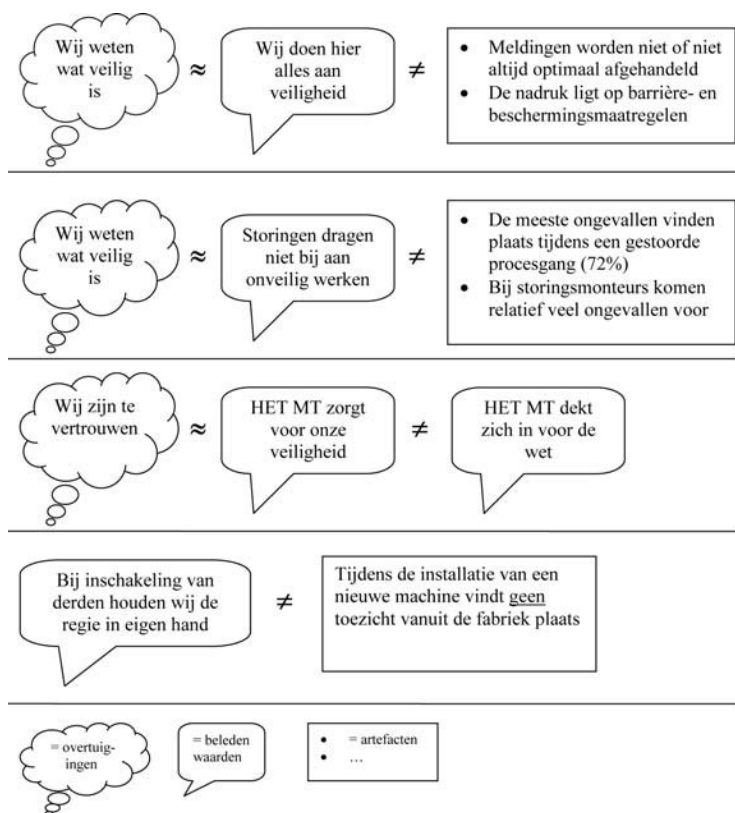 Wij weten
wat veilig
is
≈
Wij doen hier
alles aan
veiligheid
≠
• Meldingen worden niet of niet
altijd optimaal afgehandeld
• De nadruk ligt op barrière- en
beschermingsmaatregelen
Wij weten
wat veilig
is
≈
Storingen dragen
niet bij aan
onveilig werken
≠
• De meeste ongevallen vinden
plaats tijdens een gestoorde
procesgang (72%)
• Bij storingsmonteurs komen
relatief veel ongevallen voor
Wij zijn te
vertrouwen
≈
HET MT zorgt
voor onze
veiligheid
≠
HET MT dekt
zich in voor de
wet
Bij inschakeling van
derden houden wij de
regie in eigen hand
≠
Tijdens de installatie van een
nieuwe machine vindt geen
toezicht vanuit de fabriek plaats
= overtuig-
ingen
= beleden
waarden
• = artefacten
• ...